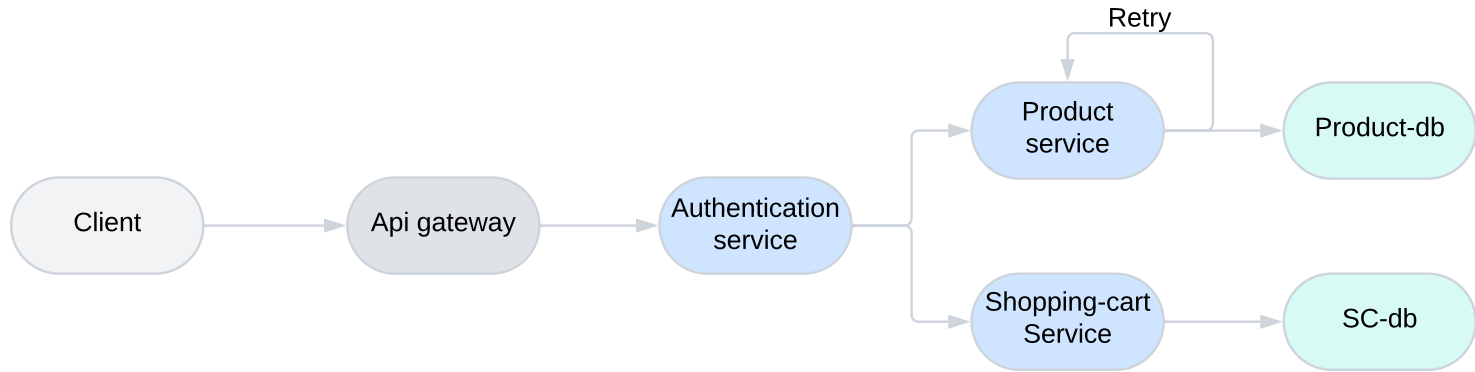 Retry
Product
service
Product-db
Client
Api gateway
Authentication
service
Shopping-cart
Service
SC-db